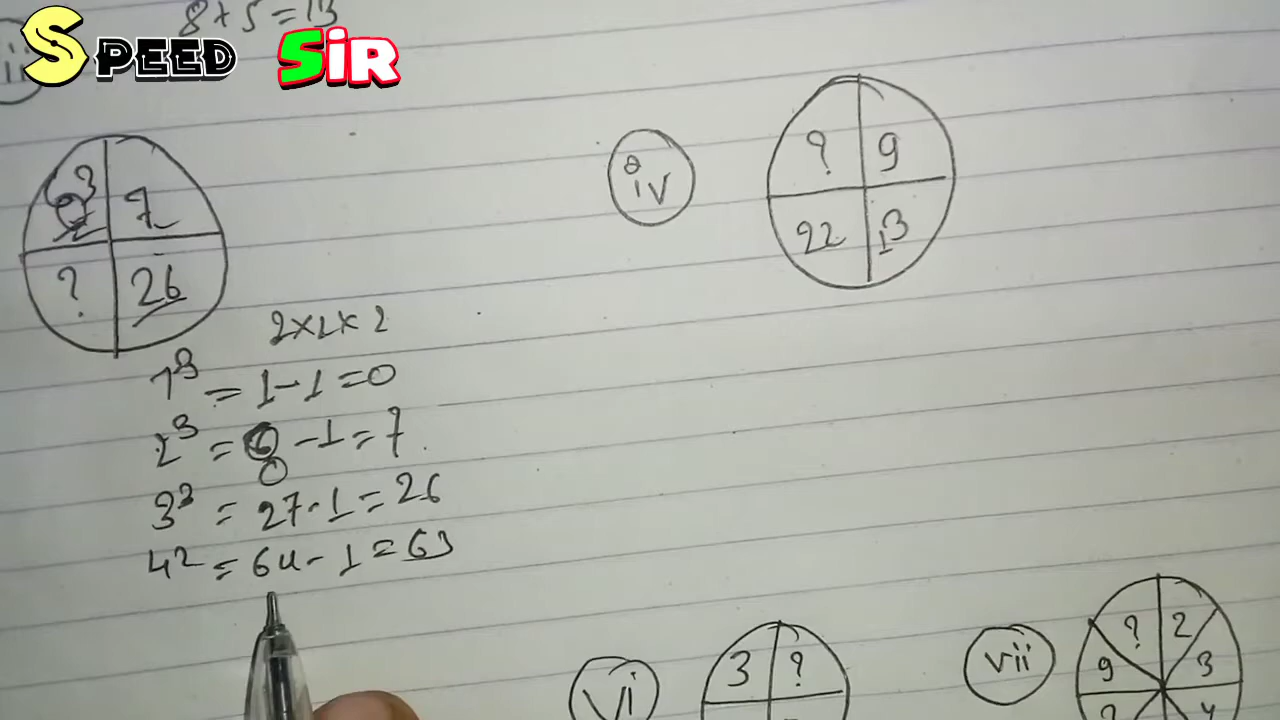 8+5=13
SPEED SiR
63 7
? 26
iv
? 9
22 13
2×2×2
1³ = 1-1=0
2³ = 8 -1=7
3³ = 27-1=26
4² = 64-1=63
vi
3 ?
vii
? 2
9 3
4